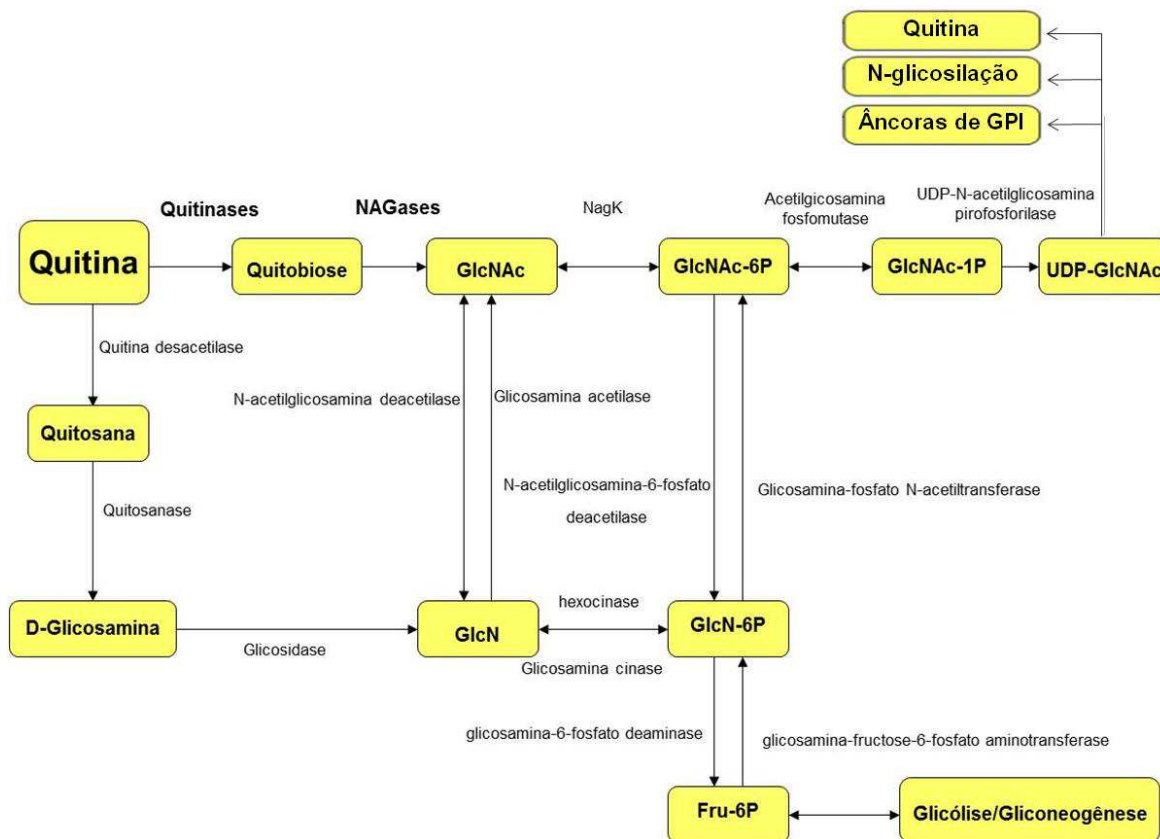 Quitina
N-glicosilação
Âncoras de GPI
Quitinases
NAGases
NagK
Acetilgicosamina
fosfomutase
UDP-N-acetilglicosamina
pirofosforilase
Quitina
Quitobiose
GlcNAc
GlcNAc-6P
GlcNAc-1P
UDP-GlcNAc
Quitina desacetilase
N-acetilglicosamina deacetilase
Glicosamina acetilase
Quitosana
N-acetilglicosamina-6-fosfato
deacetilase
Glicosamina-fosfato N-acetiltransferase
Quitosanase
hexocinase
D-Glicosamina
GlcN
GlcN-6P
Glicosidase
Glicosamina cinase
glicosamina-6-fosfato deaminase
glicosamina-fructose-6-fosfato aminotransferase
Fru-6P
Glicólise/Gliconeogênese